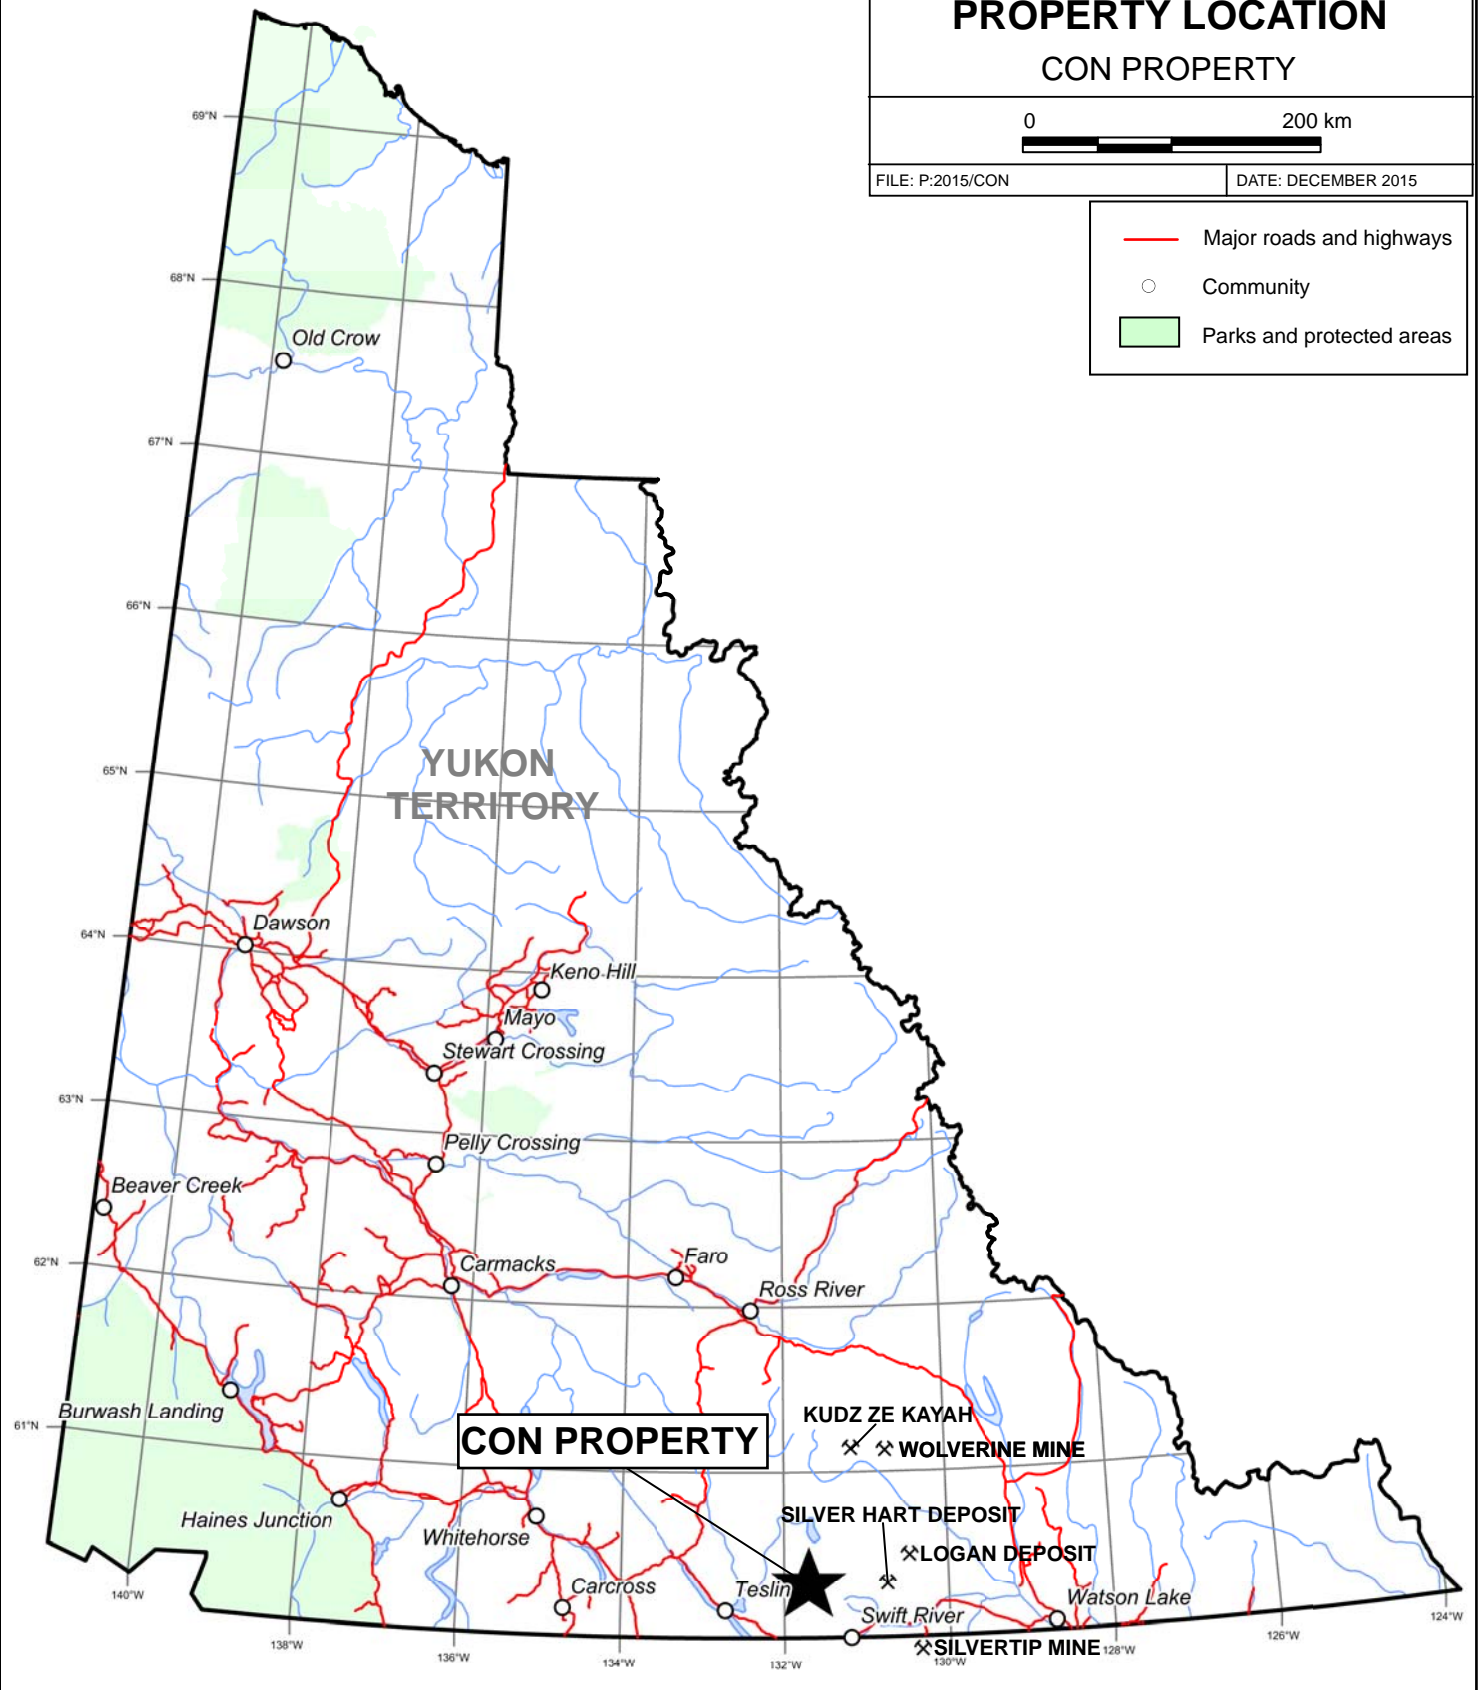 PROPERTY LOCATION
CON PROPERTY
0 200 km
FILE: P:2015/CON DATE: DECEMBER 2015
Major roads and highways
Community
Parks and protected areas
69°N
68°N
Old Crow
67°N
66°N
YUKON
TERRITORY
65°N
Dawson
64°N
Keno Hill
Mayo
Stewart Crossing
63°N
Pelly Crossing
Beaver Creek
62°N
Carmacks
Faro
Ross River
Burwash Landing
61°N
CON PROPERTY
KUDZ ZE KAYAH
WOLVERINE MINE
Haines Junction
Whitehorse
SILVER HART DEPOSIT
LOGAN DEPOSIT
Carcross
Teslin
Swift River
Watson Lake
SILVERTIP MINE
140°W
138°W
136°W
134°W
132°W
130°W
128°W
126°W
124°W